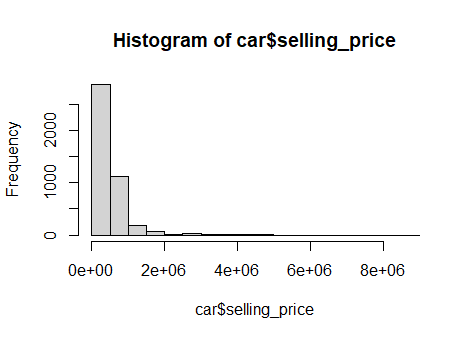 Histogram of car$selling_price
Frequency
2000
1000
0
0e+00 2e+06 4e+06 6e+06 8e+06
car$selling_price